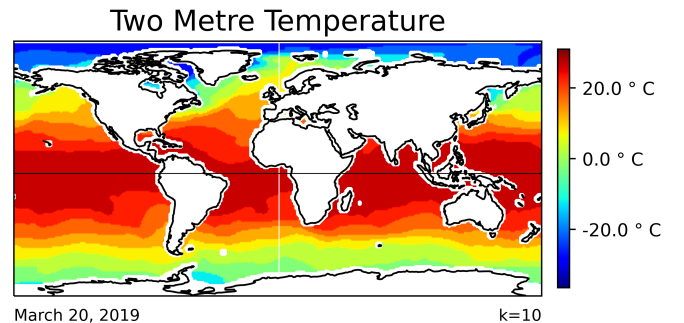 Two Metre Temperature
20.0 ° C
0.0 ° C
-20.0 ° C
March 20, 2019
k=10